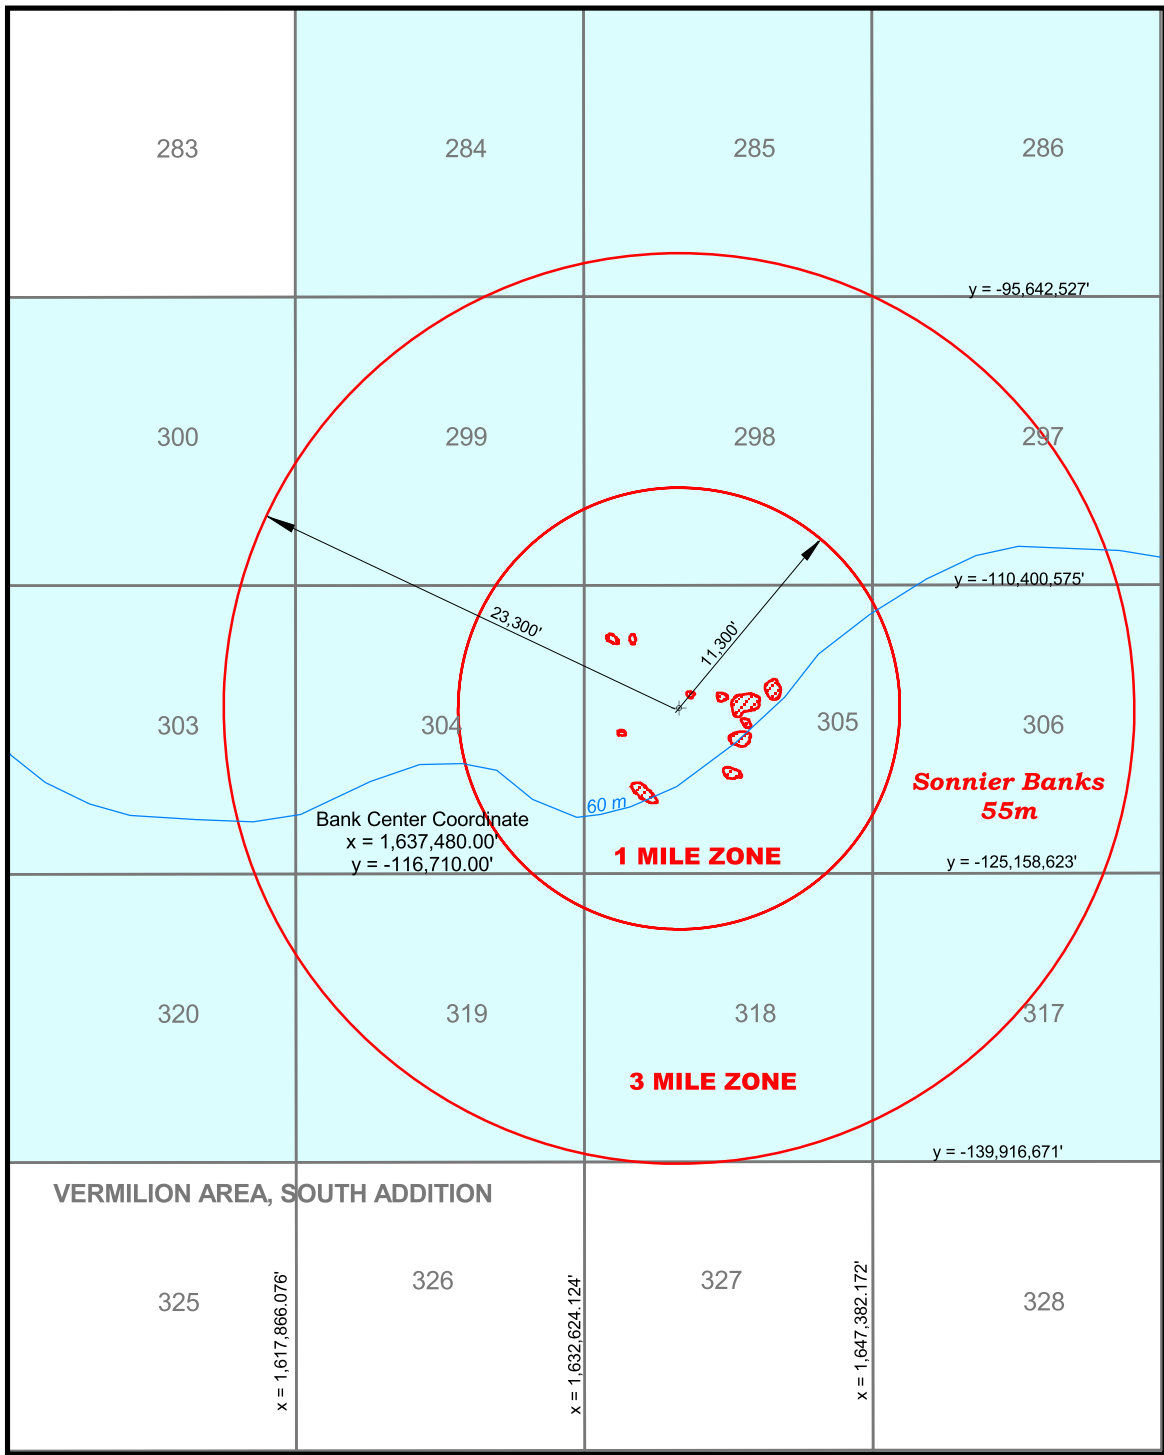 283
284
285
286
y = -95,642,527'
300
299
298
297
y = -110,400,575'
23,300'
11,300'
303
304
305
306
Sonnier Banks
55m
60 m
Bank Center Coordinate
x = 1,637,480.00'
y = -116,710.00'
1 MILE ZONE
y = -125,158,623'
320
319
318
317
3 MILE ZONE
y = -139,916,671'
VERMILION AREA, SOUTH ADDITION
325
326
327
328
x = 1,617,866.076'
x = 1,632,624.124'
x = 1,647,382.172'